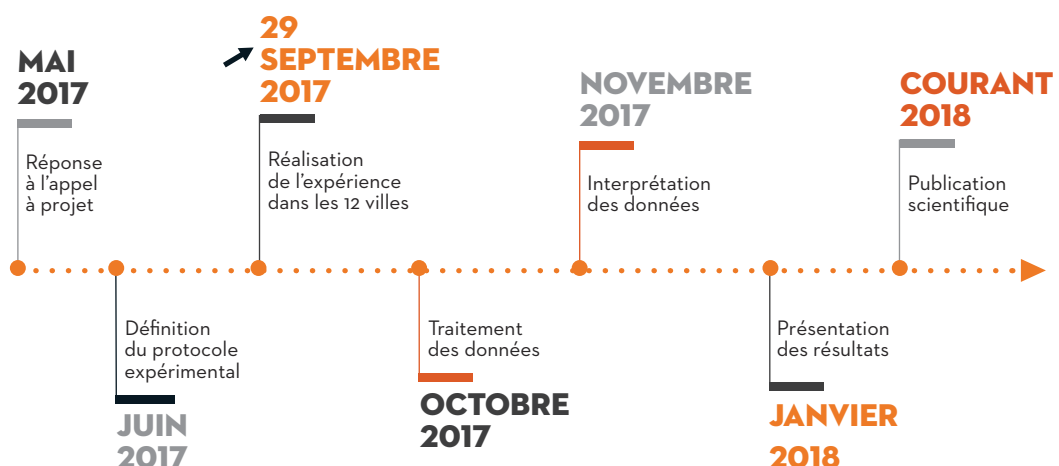 MAI
2017
Réponse
à l'appel
à projet
JUIN
2017
Définition
du protocole
expérimental
29
SEPTEMBRE
2017
Réalisation
de l'expérience
dans les 12 villes
OCTOBRE
2017
Traitement
des données
NOVEMBRE
2017
Interprétation
des données
JANVIER
2018
Présentation
des résultats
COURANT
2018
Publication
scientifique